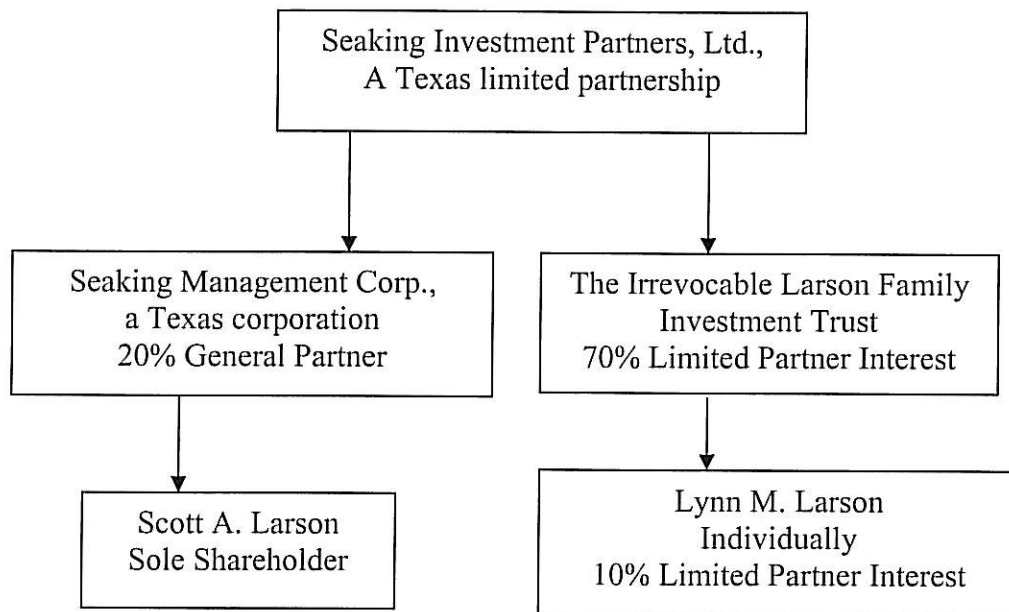 Seaking Investment Partners, Ltd.,
A Texas limited partnership
Seaking Management Corp.,
a Texas corporation
20% General Partner
The Irrevocable Larson Family
Investment Trust
70% Limited Partner Interest
Scott A. Larson
Sole Shareholder
Lynn M. Larson
Individually
10% Limited Partner Interest